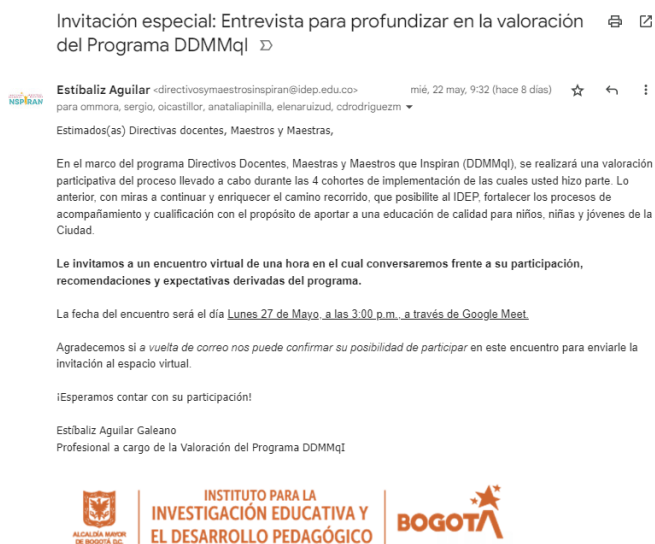 Invitación especial: Entrevista para profundizar en la valoración
del Programa DDMMqI
NSPIRAN
Estíbaliz Aguilar <directivosymaestrosinspiran@idep.edu.co>
mié, 22 may, 9:32 (hace 8 días)
para ommora, sergio, oicastillor, anataliapinilla, elenaruizud, cdrodriguezm
Estimados(as) Directivas docentes, Maestros y Maestras,
En el marco del programa Directivos Docentes, Maestras y Maestros que Inspiran (DDMMqI), se realizará una valoración
participativa del proceso llevado a cabo durante las 4 cohortes de implementación de las cuales usted hizo parte. Lo
anterior, con miras a continuar y enriquecer el camino recorrido, que posibilite al IDEP, fortalecer los procesos de
acompañamiento y cualificación con el propósito de aportar a una educación de calidad para niños, niñas y jóvenes de la
Ciudad.
Le invitamos a un encuentro virtual de una hora en el cual conversaremos frente a su participación,
recomendaciones y expectativas derivadas del programa.
La fecha del encuentro será el día Lunes 27 de Mayo, a las 3:00 p.m., a través de Google Meet.
Agradecemos si a vuelta de correo nos puede confirmar su posibilidad de participar en este encuentro para enviarle la
invitación al espacio virtual.
¡Esperamos contar con su participación!
Estíbaliz Aguilar Galeano
Profesional a cargo de la Valoración del Programa DDMMqI
ALCALDÍA MAYOR
DE BOGOTÁ D.C.
INSTITUTO PARA LA
INVESTIGACIÓN EDUCATIVA Y
EL DESARROLLO PEDAGÓGICO
BOGOTÁ